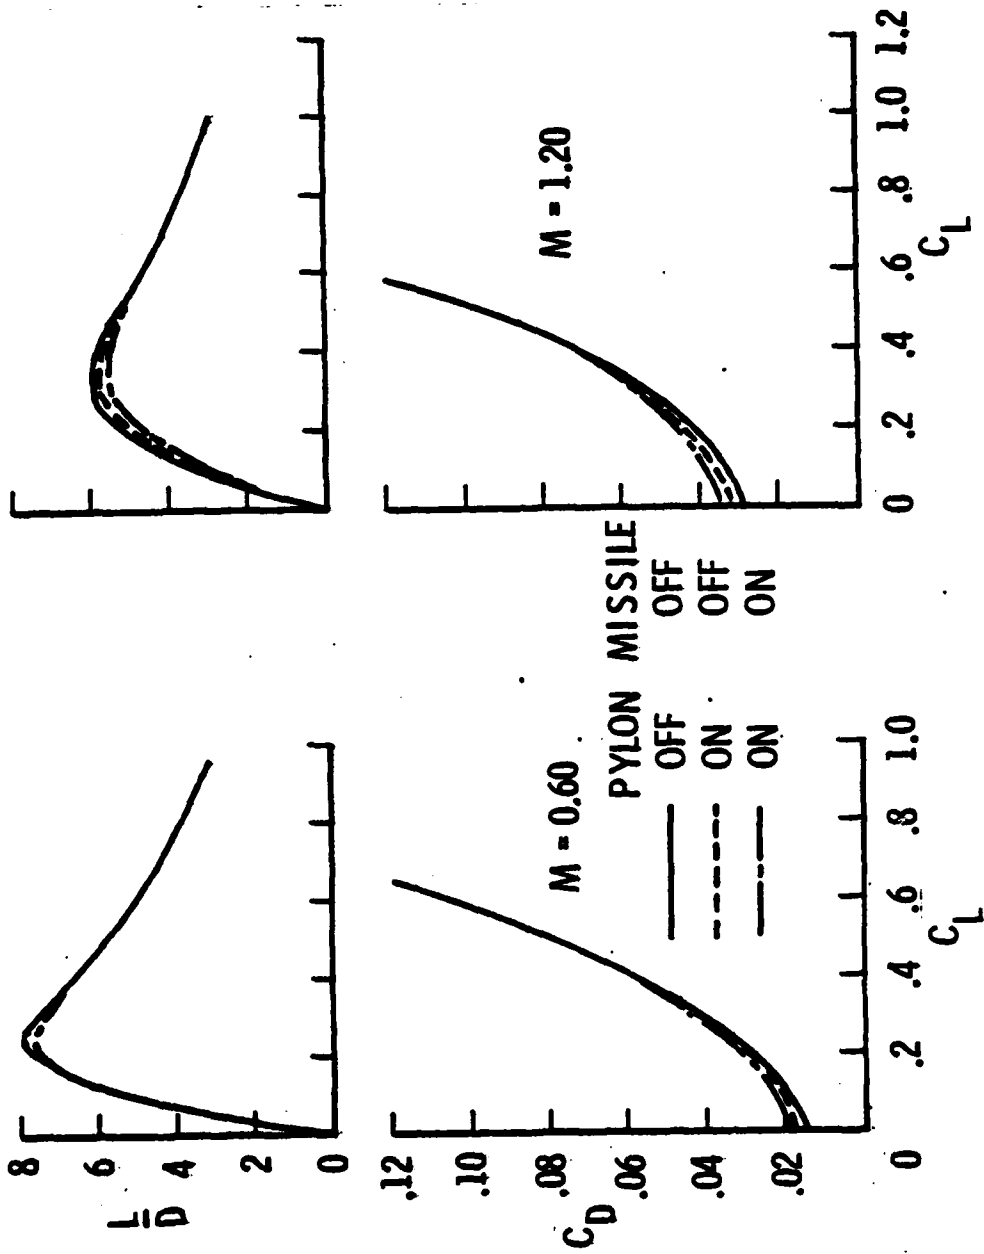 L/D
8
6
4
2
0
C_D
.12
.10
.08
.06
.04
.02
0
.2
.4
.6
.8
1.0
C_L
M = 0.60
PYLON MISSILE
OFF OFF
ON OFF
ON ON
M = 1.20
0
.2
.4
.6
.8
1.0
1.2
C_L